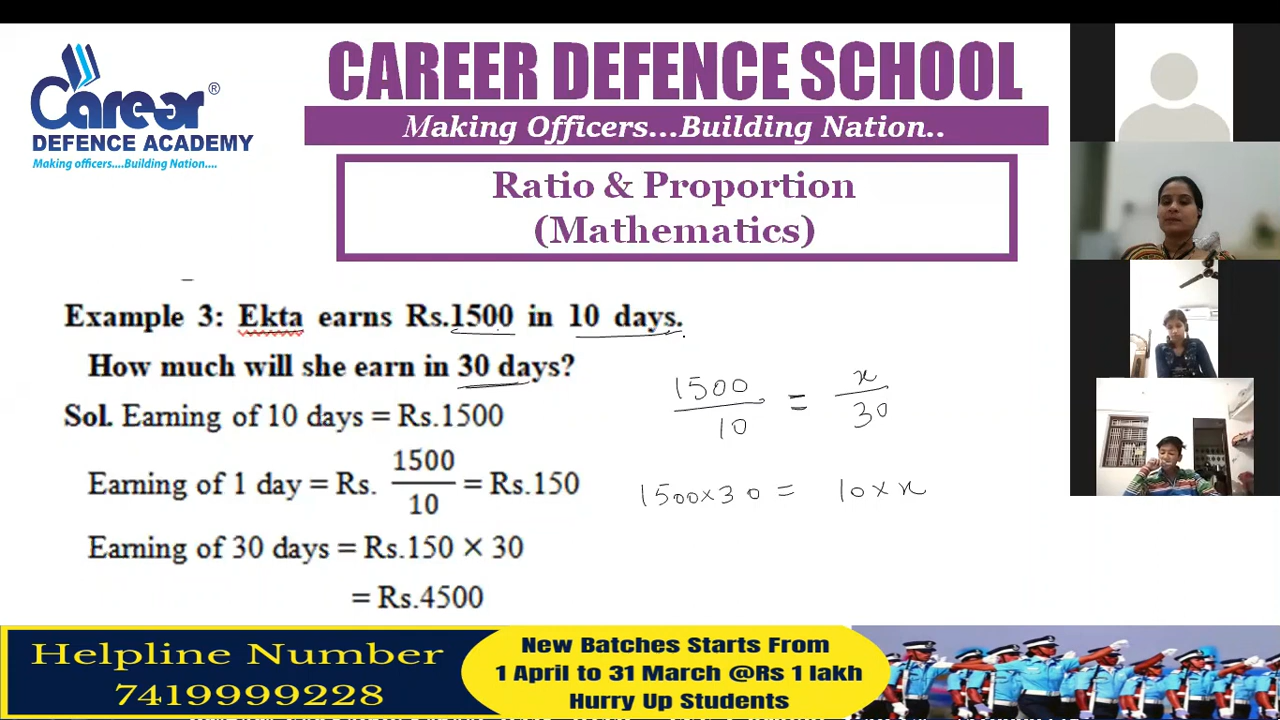 Career®
DEFENCE ACADEMY
Making officers....Building Nation....
CAREER DEFENCE SCHOOL
Making Officers...Building Nation..
Ratio & Proportion
(Mathematics)
Example 3: Ekta earns Rs.1500 in 10 days.
How much will she earn in 30 days?
Sol. Earning of 10 days = Rs.1500
Earning of 1 day = Rs. 1500/10 = Rs.150
Earning of 30 days = Rs.150 × 30
= Rs.4500
1500/10 = x/30
1500×30 = 10×x
Helpline Number
7419999228
New Batches Starts From
1 April to 31 March @Rs 1 lakh
Hurry Up Students